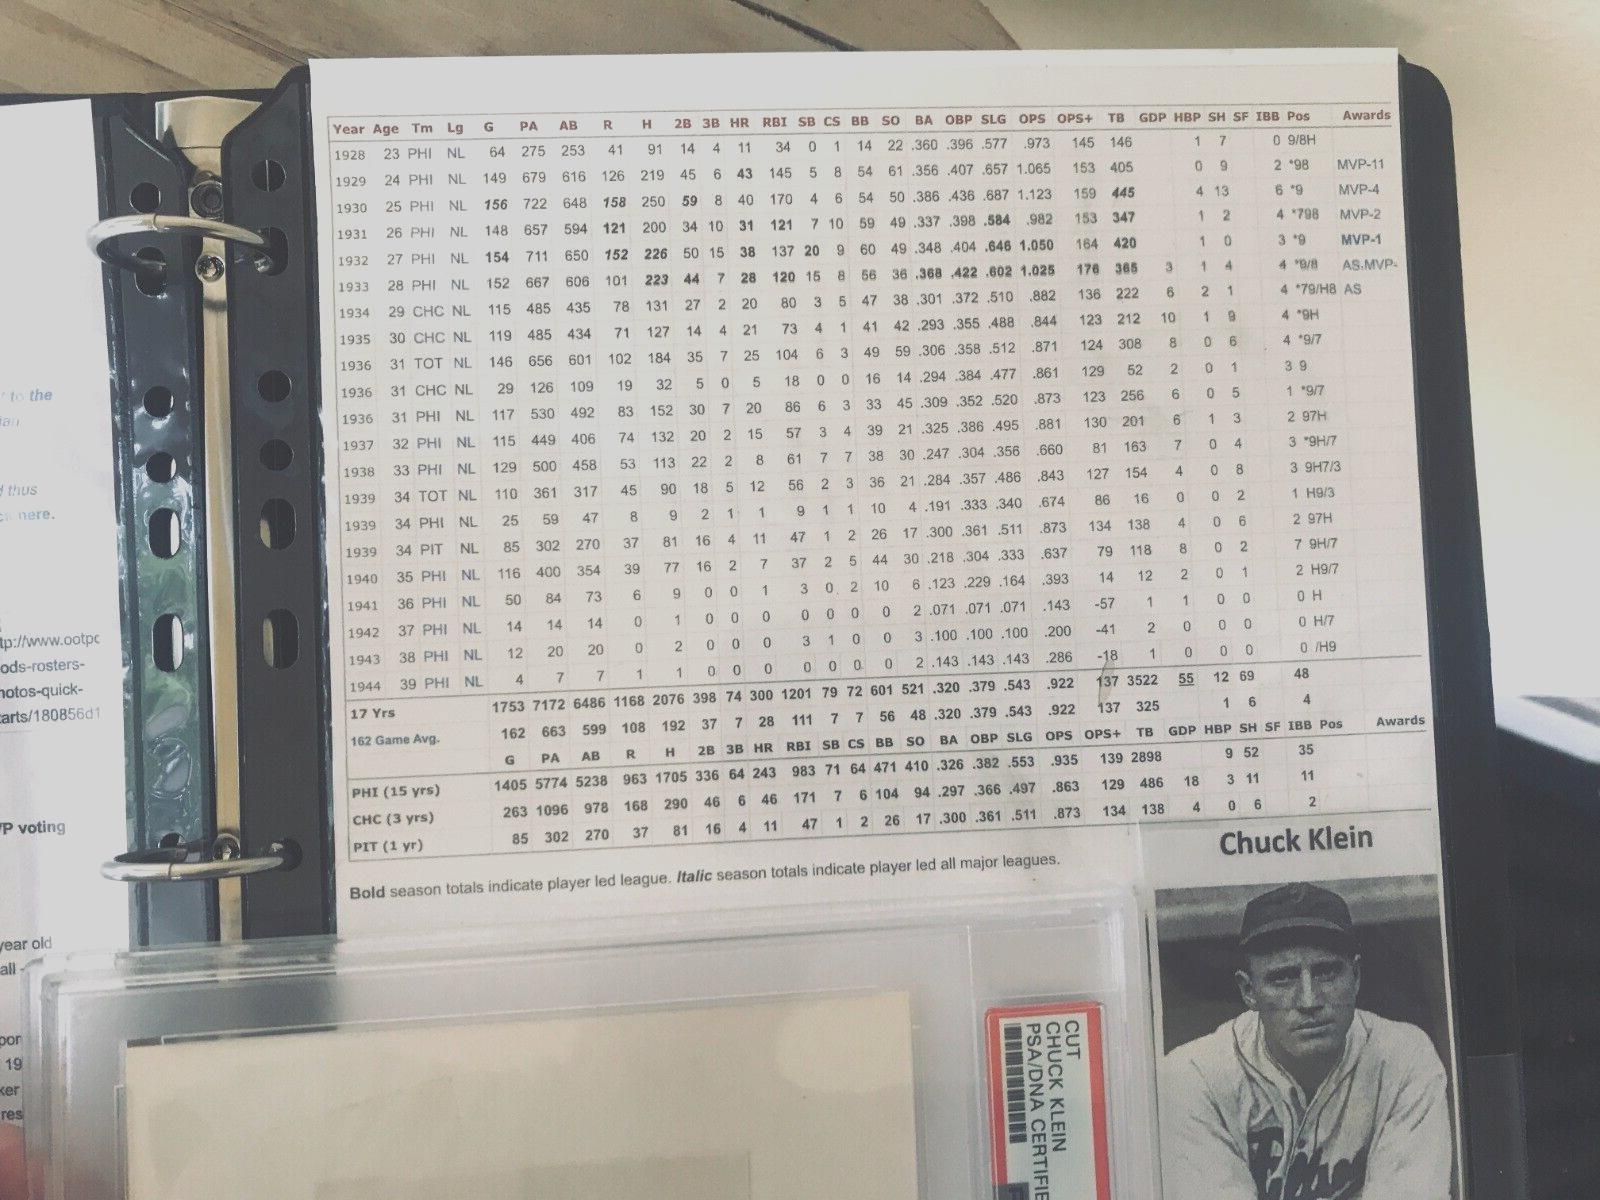 Year Age Tm Lg G PA AB R H 2B 3B HR RBI SB CS BB SO BA OBP SLG OPS OPS+ TB GDP HBP SH SF IBB Pos Awards
1928 23 PHI NL 64 275 253 41 91 14 4 11 34 0 1 14 22 .360 .396 .577 .973 145 146 1 7 0 9/8H
1929 24 PHI NL 149 679 616 126 219 45 6 43 145 5 8 54 61 .356 .407 .657 1.065 153 405 0 9 2 *98 MVP-11
1930 25 PHI NL 156 722 648 158 250 59 8 40 170 4 6 54 50 .386 .436 .687 1.123 159 445 4 13 6 *9 MVP-4
1931 26 PHI NL 148 657 594 121 200 34 10 31 121 7 10 59 49 .337 .398 .584 .982 153 347 1 2 4 *798 MVP-2
1932 27 PHI NL 154 711 650 152 226 50 15 38 137 20 9 60 49 .348 .404 .646 1.050 164 420 1 0 3 *9 MVP-1
1933 28 PHI NL 152 667 606 101 223 44 7 28 120 15 8 56 36 .368 .422 .602 1.025 176 365 3 1 4 4 *9/8 AS,MVP-
1934 29 CHC NL 115 485 435 78 131 27 2 20 80 3 5 47 38 .301 .372 .510 .882 136 222 6 2 1 4 *79/H8 AS
1935 30 CHC NL 119 485 434 71 127 14 4 21 73 4 1 41 42 .293 .355 .488 .844 123 212 10 1 9 4 *9H
1936 31 TOT NL 146 656 601 102 184 35 7 25 104 6 3 49 59 .306 .358 .512 .871 124 308 8 0 6 4 *9/7
1936 31 CHC NL 29 126 109 19 32 5 0 5 18 0 0 16 14 .294 .384 .477 .861 129 52 2 0 1 3 9
1936 31 PHI NL 117 530 492 83 152 30 7 20 86 6 3 33 45 .309 .352 .520 .873 123 256 6 0 5 1 *9/7
1937 32 PHI NL 115 449 406 74 132 20 2 15 57 3 4 39 21 .325 .386 .495 .881 130 201 6 1 3 2 97H
1938 33 PHI NL 129 500 458 53 113 22 2 8 61 7 7 38 30 .247 .304 .356 .660 81 163 7 0 4 3 *9H/7
1939 34 TOT NL 110 361 317 45 90 18 5 12 56 2 3 36 21 .284 .357 .486 .843 127 154 4 0 8 3 9H7/3
1939 34 PHI NL 25 59 47 8 9 2 1 1 9 1 1 10 4 .191 .333 .340 .674 86 16 0 0 2 1 H9/3
1939 34 PIT NL 85 302 270 37 81 16 4 11 47 1 2 26 17 .300 .361 .511 .873 134 138 4 0 6 2 97H
1940 35 PHI NL 116 400 354 39 77 16 2 7 37 2 5 44 30 .218 .304 .333 .637 79 118 8 0 2 7 9H/7
1941 36 PHI NL 50 84 73 6 9 0 0 1 3 0 2 10 6 .123 .229 .164 .393 14 12 2 0 1 2 H9/7
1942 37 PHI NL 14 14 14 0 1 0 0 0 0 0 0 0 2 .071 .071 .071 .143 -57 1 1 0 0 0 H
1943 38 PHI NL 12 20 20 0 2 0 0 0 3 1 0 0 3 .100 .100 .100 .200 -41 2 0 0 0 0 H/7
1944 39 PHI NL 4 7 7 1 1 0 0 0 0 0 0 0 2 .143 .143 .143 .286 -18 1 0 0 0 0 /H9
17 Yrs 1753 7172 6486 1168 2076 398 74 300 1201 79 72 601 521 .320 .379 .543 .922 137 3522 55 12 69 48
162 Game Avg. 162 663 599 108 192 37 7 28 111 7 7 56 48 .320 .379 .543 .922 137 325 1 6 4
G PA AB R H 2B 3B HR RBI SB CS BB SO BA OBP SLG OPS OPS+ TB GDP HBP SH SF IBB Pos Awards
PHI (15 yrs) 1405 5774 5238 963 1705 336 64 243 983 71 64 471 410 .326 .382 .553 .935 139 2898 9 52 35
CHC (3 yrs) 263 1096 978 168 290 46 6 46 171 7 6 104 94 .297 .366 .497 .863 129 486 18 3 11 11
PIT (1 yr) 85 302 270 37 81 16 4 11 47 1 2 26 17 .300 .361 .511 .873 134 138 4 0 6 2
Bold season totals indicate player led league. Italic season totals indicate player led all major leagues.
Chuck Klein
CUT
CHUCK KLEIN
PSA/DNA CERTIFIE
to the
thus
here.
tp://www.ootpc
ods-rosters-
hotos-quick-
tarts/180856d1
VP voting
year old
all -
por
19
ker
res